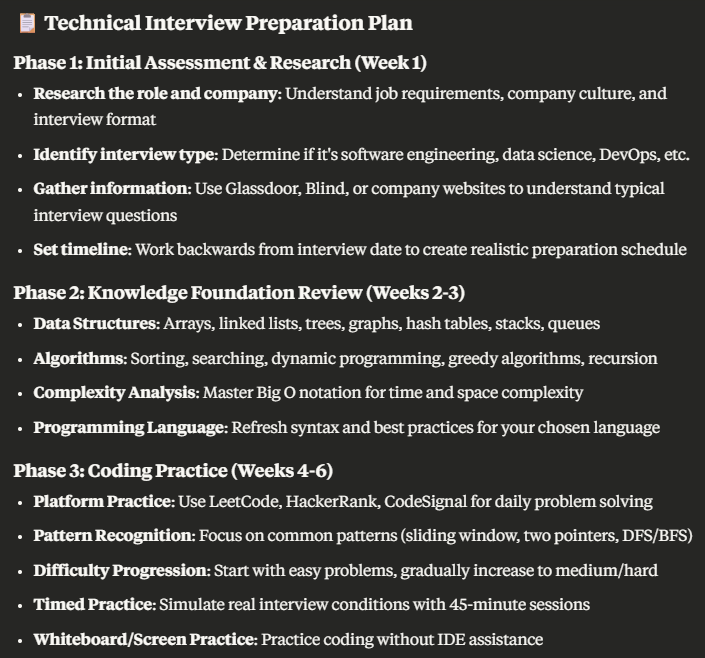 📋 Technical Interview Preparation Plan
Phase 1: Initial Assessment & Research (Week 1)
• Research the role and company: Understand job requirements, company culture, and
interview format
• Identify interview type: Determine if it's software engineering, data science, DevOps, etc.
• Gather information: Use Glassdoor, Blind, or company websites to understand typical
interview questions
• Set timeline: Work backwards from interview date to create realistic preparation schedule
Phase 2: Knowledge Foundation Review (Weeks 2-3)
• Data Structures: Arrays, linked lists, trees, graphs, hash tables, stacks, queues
• Algorithms: Sorting, searching, dynamic programming, greedy algorithms, recursion
• Complexity Analysis: Master Big O notation for time and space complexity
• Programming Language: Refresh syntax and best practices for your chosen language
Phase 3: Coding Practice (Weeks 4-6)
• Platform Practice: Use LeetCode, HackerRank, CodeSignal for daily problem solving
• Pattern Recognition: Focus on common patterns (sliding window, two pointers, DFS/BFS)
• Difficulty Progression: Start with easy problems, gradually increase to medium/hard
• Timed Practice: Simulate real interview conditions with 45-minute sessions
• Whiteboard/Screen Practice: Practice coding without IDE assistance